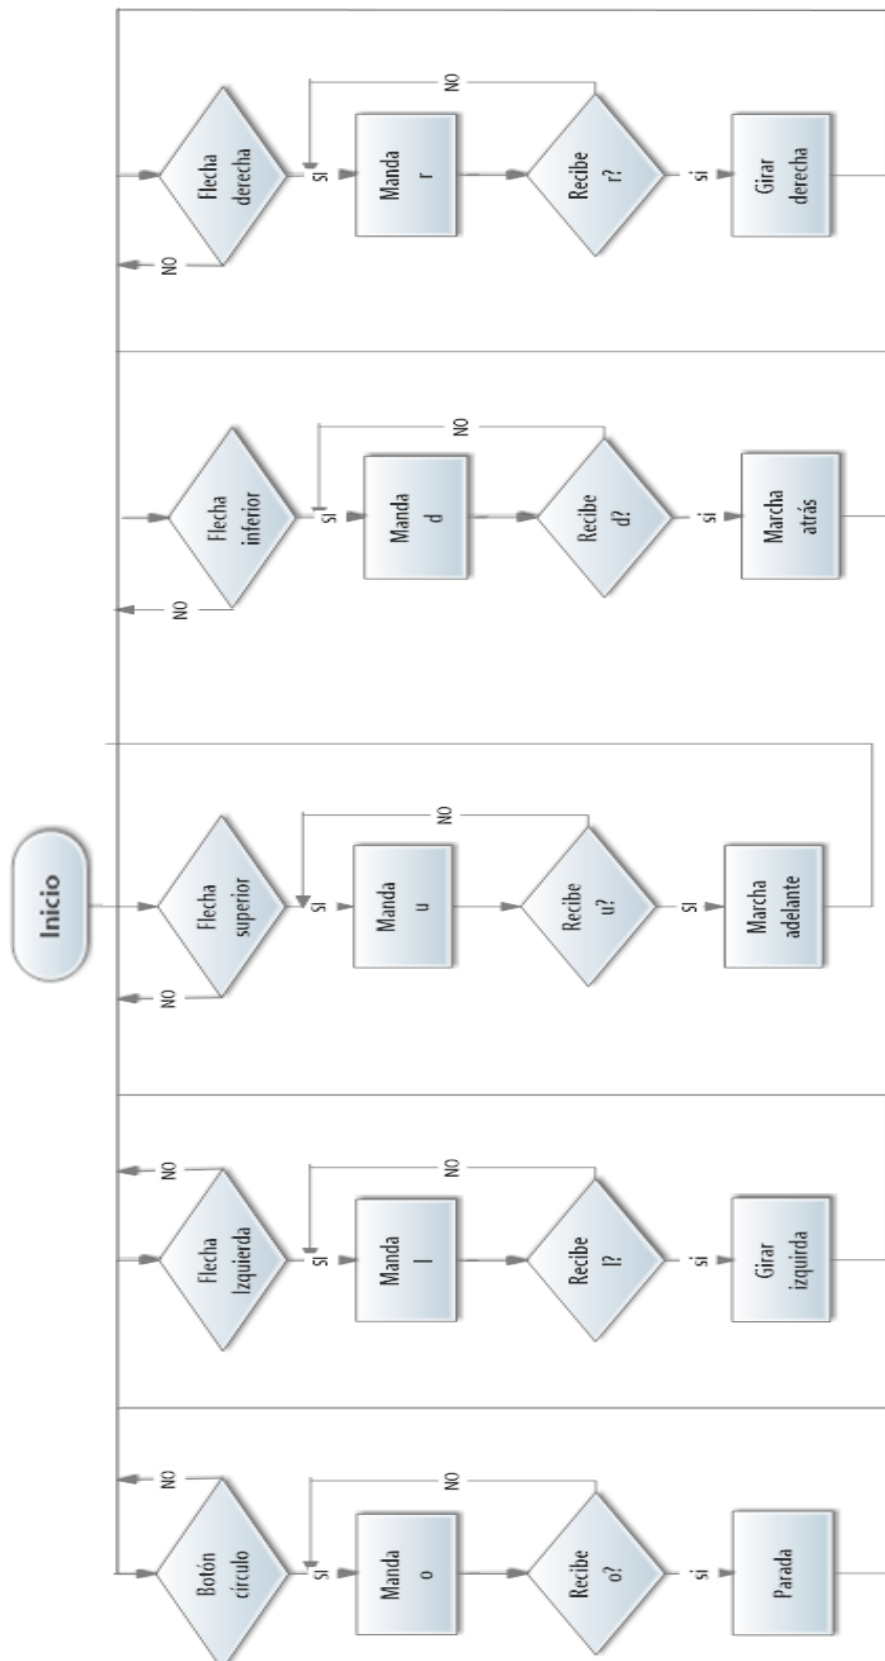 Inicio
Botón
círculo
NO
SI
Manda
o
NO
Recibe
o?
si
Parada
Flecha
Izquierda
NO
SI
Manda
l
NO
Recibe
l?
si
Girar
izquirda
Flecha
superior
NO
SI
Manda
u
NO
Recibe
u?
SI
Marcha
adelante
Flecha
inferior
NO
SI
Manda
d
NO
Recibe
d?
si
Marcha
atrás
Flecha
derecha
NO
SI
Manda
r
NO
Recibe
r?
si
Girar
derecha